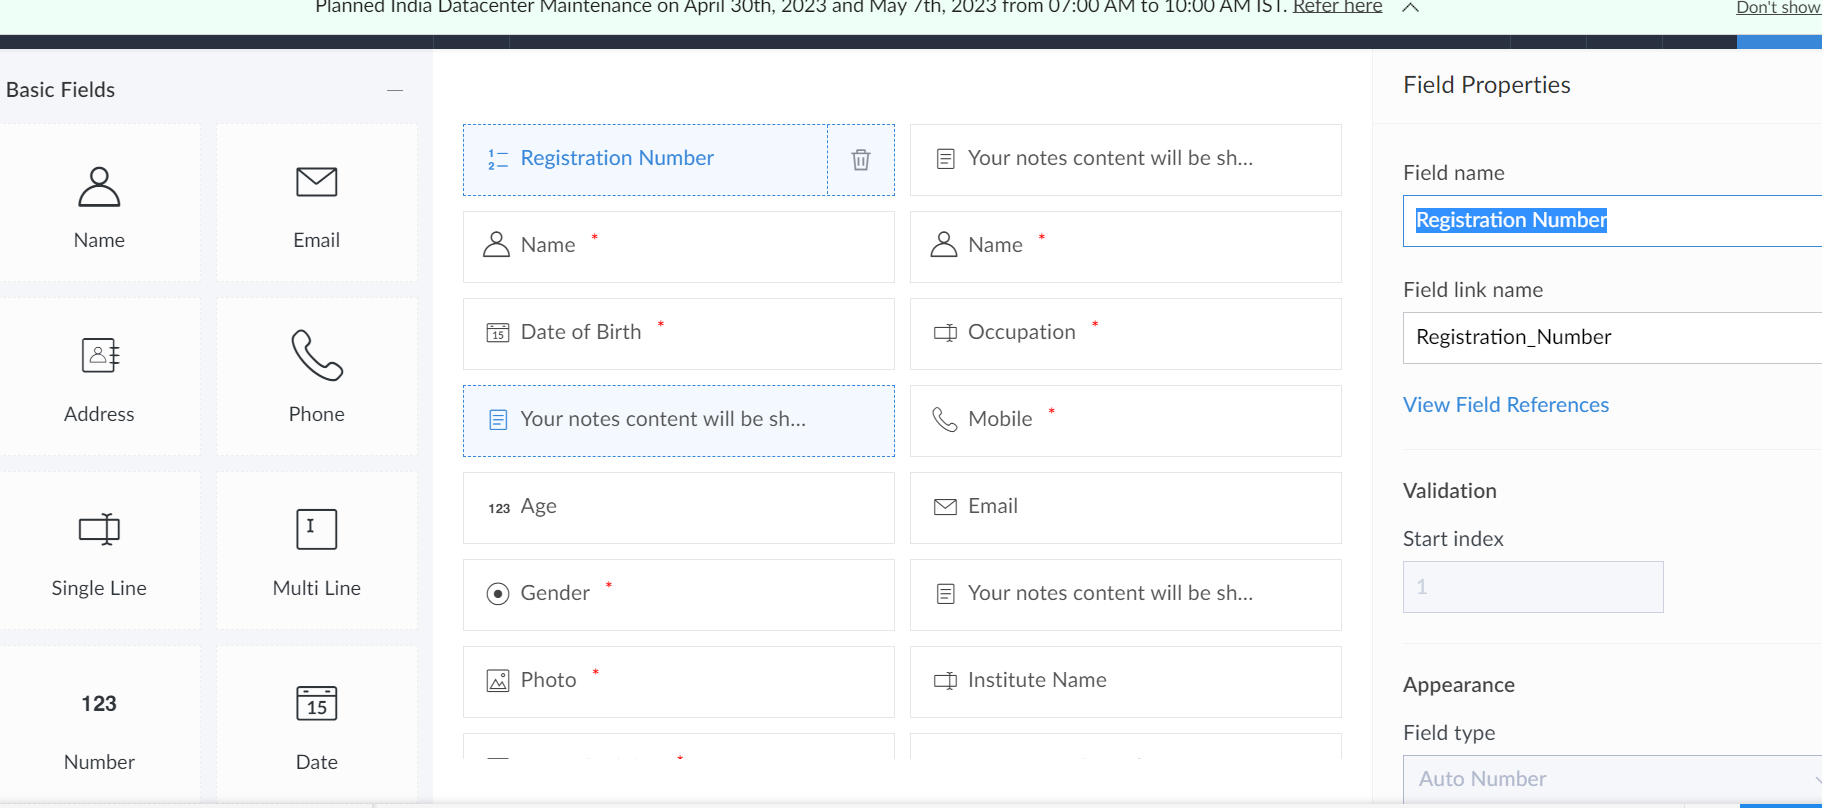 Planned India Datacenter Maintenance on April 30th, 2023 and May 7th, 2023 from 07:00 AM to 10:00 AM IST. Refer here
Don't show
Basic Fields
Name
Email
Address
Phone
Single Line
Multi Line
123
Number
15
Date
1
2
Registration Number
Your notes content will be sh...
Name *
Name *
15 Date of Birth *
Occupation *
Your notes content will be sh...
Mobile *
123 Age
Email
Gender *
Your notes content will be sh...
Photo *
Institute Name
*
Field Properties
Field name
Registration Number
Field link name
Registration_Number
View Field References
Validation
Start index
1
Appearance
Field type
Auto Number